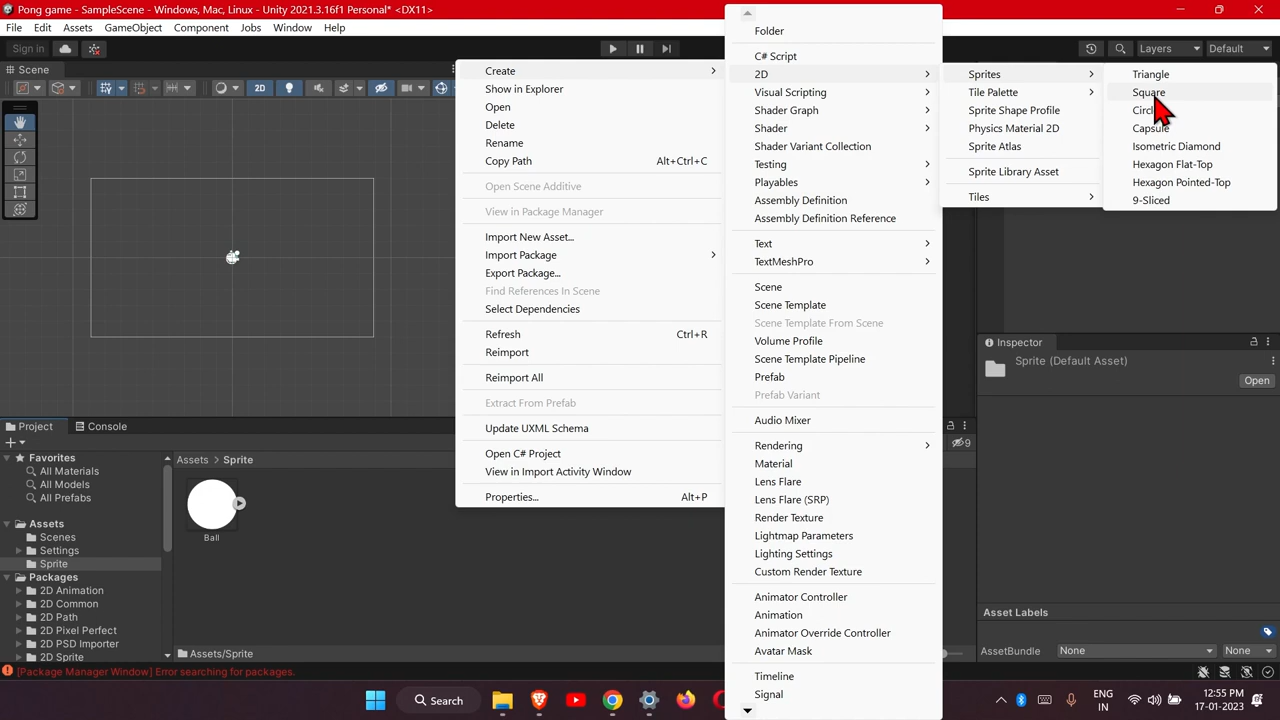 Pong game - SampleScene - Windows, Mac, Linux - Unity 2021.3.16f1 Personal* <DX11>
File Edit Assets GameObject Component Jobs Window Help
Sign in
Layers
Default
Scene
2D
Create
Show in Explorer
Open
Delete
Rename
Copy Path Alt+Ctrl+C
Open Scene Additive
View in Package Manager
Import New Asset...
Import Package
Export Package...
Find References In Scene
Select Dependencies
Refresh Ctrl+R
Reimport
Reimport All
Extract From Prefab
Update UXML Schema
Open C# Project
View in Import Activity Window
Properties... Alt+P
Folder
C# Script
2D
Visual Scripting
Shader Graph
Shader
Shader Variant Collection
Testing
Playables
Assembly Definition
Assembly Definition Reference
Text
TextMeshPro
Scene
Scene Template
Scene Template From Scene
Volume Profile
Scene Template Pipeline
Prefab
Prefab Variant
Audio Mixer
Rendering
Material
Lens Flare
Lens Flare (SRP)
Render Texture
Lightmap Parameters
Lighting Settings
Custom Render Texture
Animator Controller
Animation
Animator Override Controller
Avatar Mask
Timeline
Signal
Sprites
Tile Palette
Sprite Shape Profile
Physics Material 2D
Sprite Atlas
Sprite Library Asset
Tiles
Triangle
Square
Capsule
Isometric Diamond
Hexagon Flat-Top
Hexagon Pointed-Top
9-Sliced
Inspector
Sprite (Default Asset)
Open
Asset Labels
AssetBundle None None
Project Console
9
Favorites
All Materials
All Models
All Prefabs
Assets
Scenes
Settings
Sprite
Packages
2D Animation
2D Common
2D Path
2D Pixel Perfect
2D PSD Importer
2D Sprite
Assets > Sprite
Ball
Assets/Sprite
[Package Manager Window] Error searching for packages.
Search
ENG
IN
12:55 PM
17-01-2023